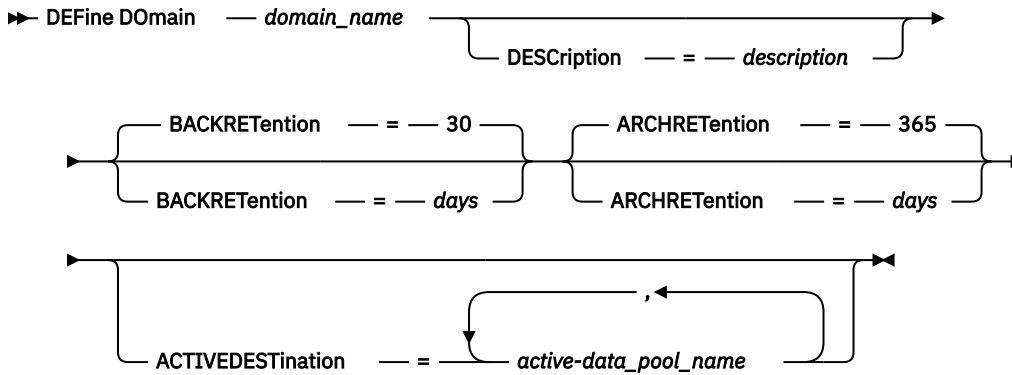 DEFine DOmain domain_name
DESCription = description
BACKRETention = 30 ARCHRETention = 365
BACKRETention = days ARCHRETention = days
,
ACTIVEDESTination = active-data_pool_name